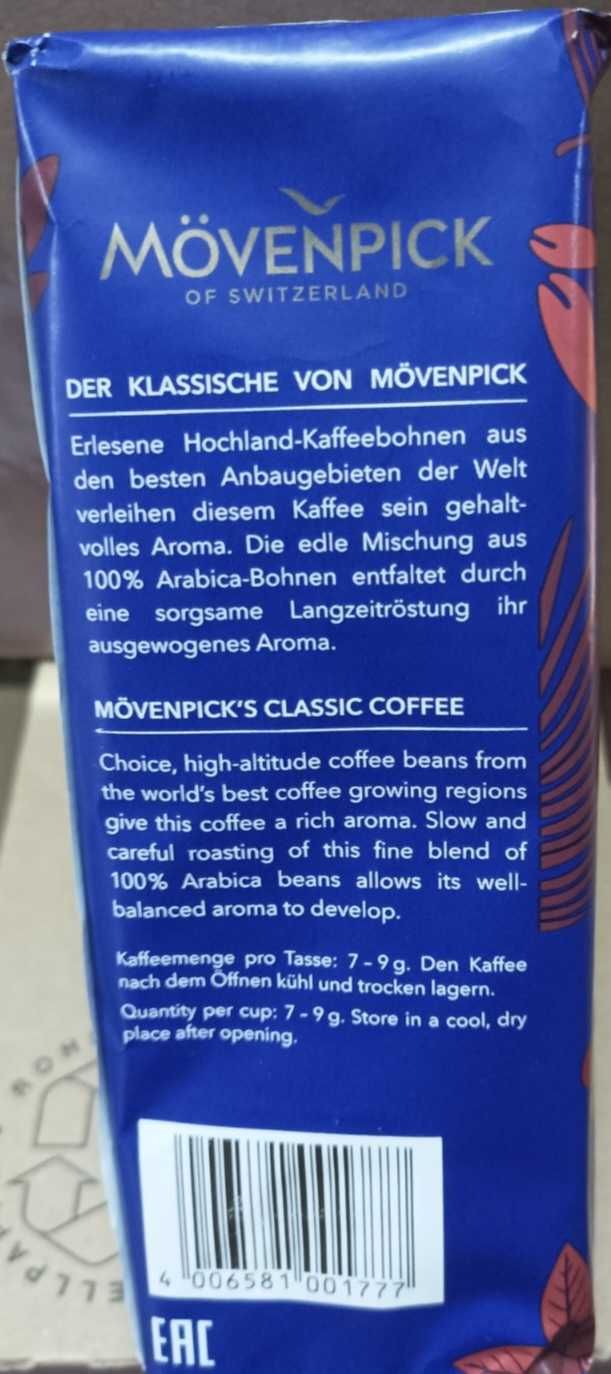 MÖVENPICK
OF SWITZERLAND
DER KLASSISCHE VON MÖVENPICK
Erlesene Hochland-Kaffeebohnen aus
den besten Anbaugebieten der Welt
verleihen diesem Kaffee sein gehalt-
volles Aroma. Die edle Mischung aus
100% Arabica-Bohnen entfaltet durch
eine sorgsame Langzeitröstung ihr
ausgewogenes Aroma.
MÖVENPICK'S CLASSIC COFFEE
Choice, high-altitude coffee beans from
the world's best coffee growing regions
give this coffee a rich aroma. Slow and
careful roasting of this fine blend of
100% Arabica beans allows its well-
balanced aroma to develop.
Kaffeemenge pro Tasse: 7 – 9 g. Den Kaffee
nach dem Öffnen kühl und trocken lagern.
Quantity per cup: 7 – 9 g. Store in a cool, dry
place after opening.
4 006581 001777
EAC